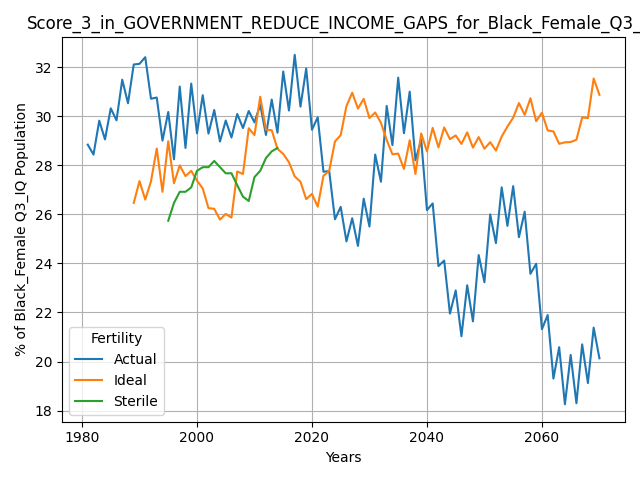 Score_3_in_GOVERNMENT_REDUCE_INCOME_GAPS_for_Black_Female_Q3_
32
30
28
26
24
22
20
18
% of Black_Female Q3_IQ Population
Fertility
Actual
Ideal
Sterile
1980
2000
2020
2040
2060
Years